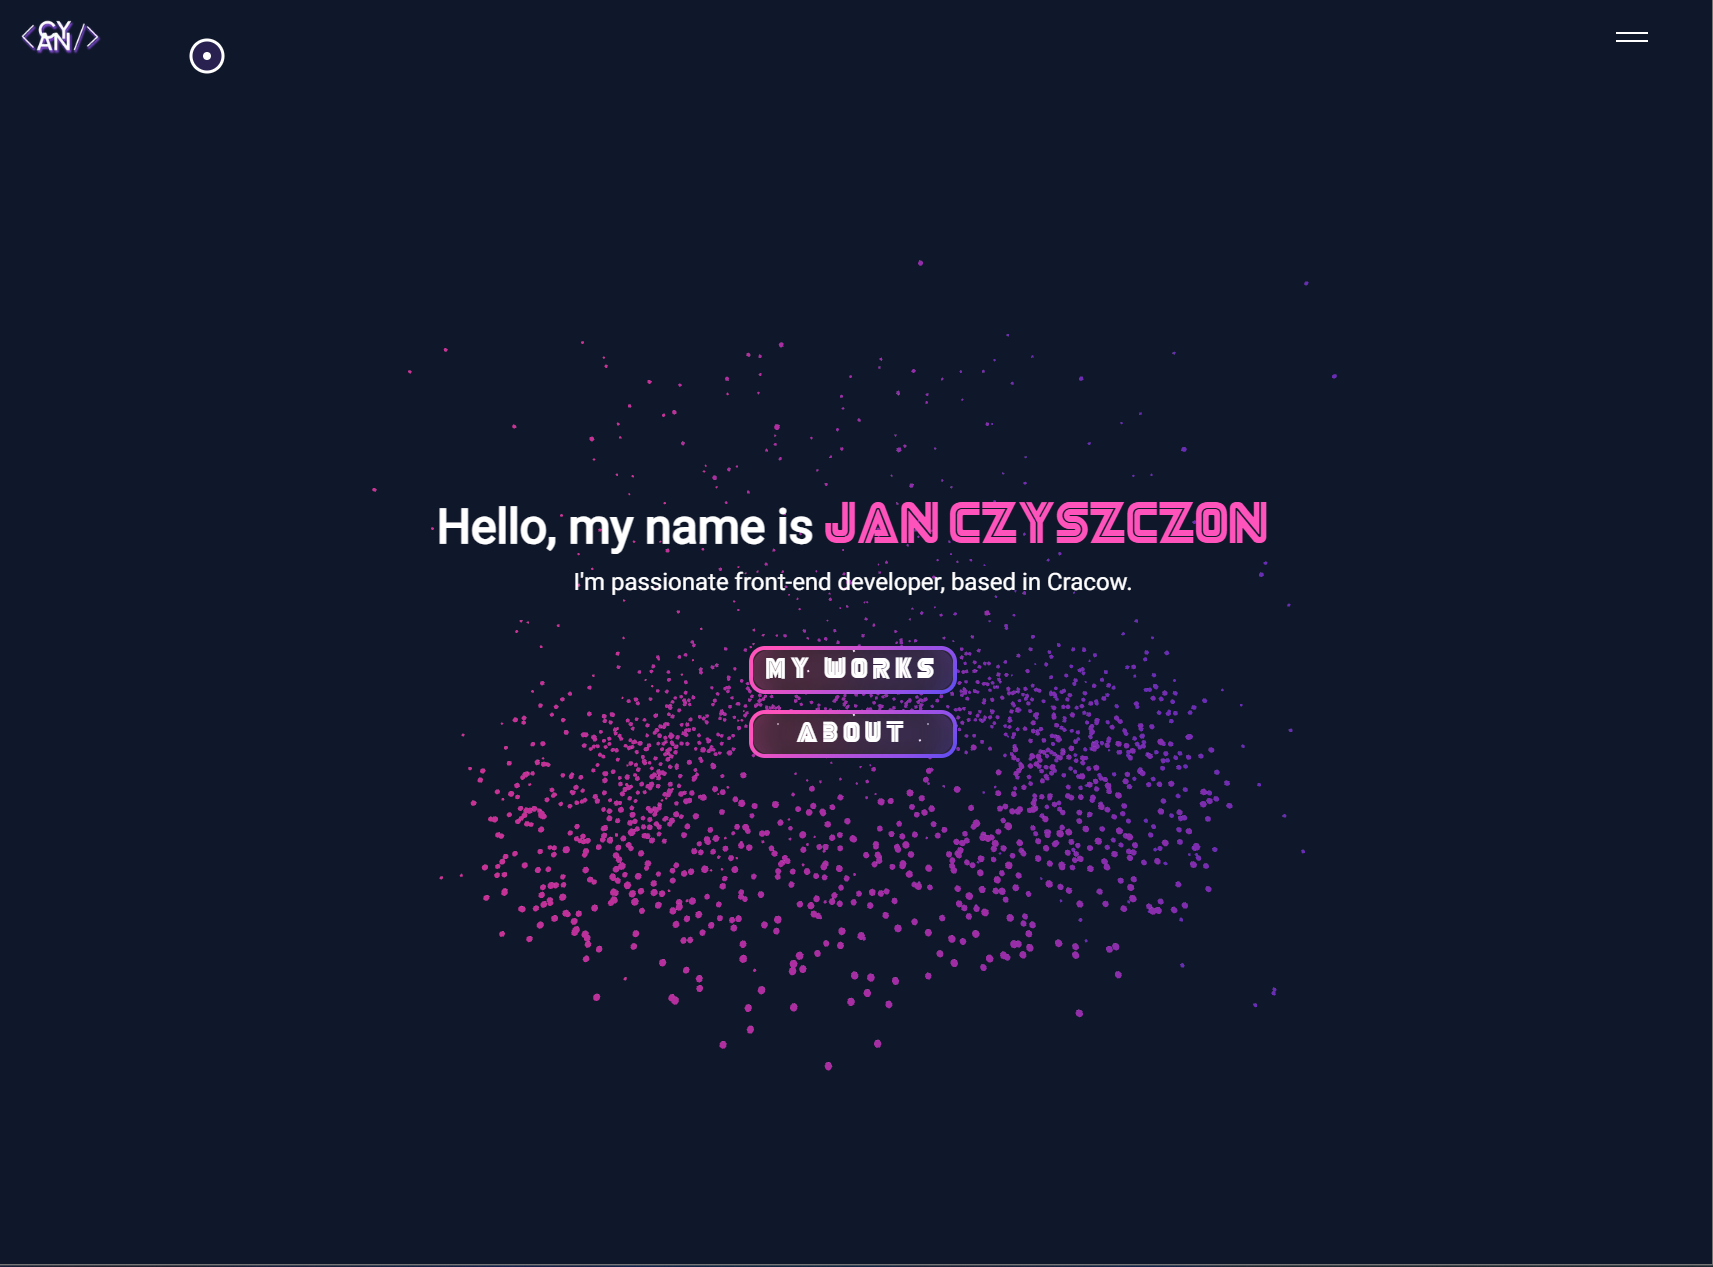 <CY
AN/>
Hello, my name is JAN CZYSZCZON
I'm passionate front-end developer, based in Cracow.
MY WORKS
ABOUT